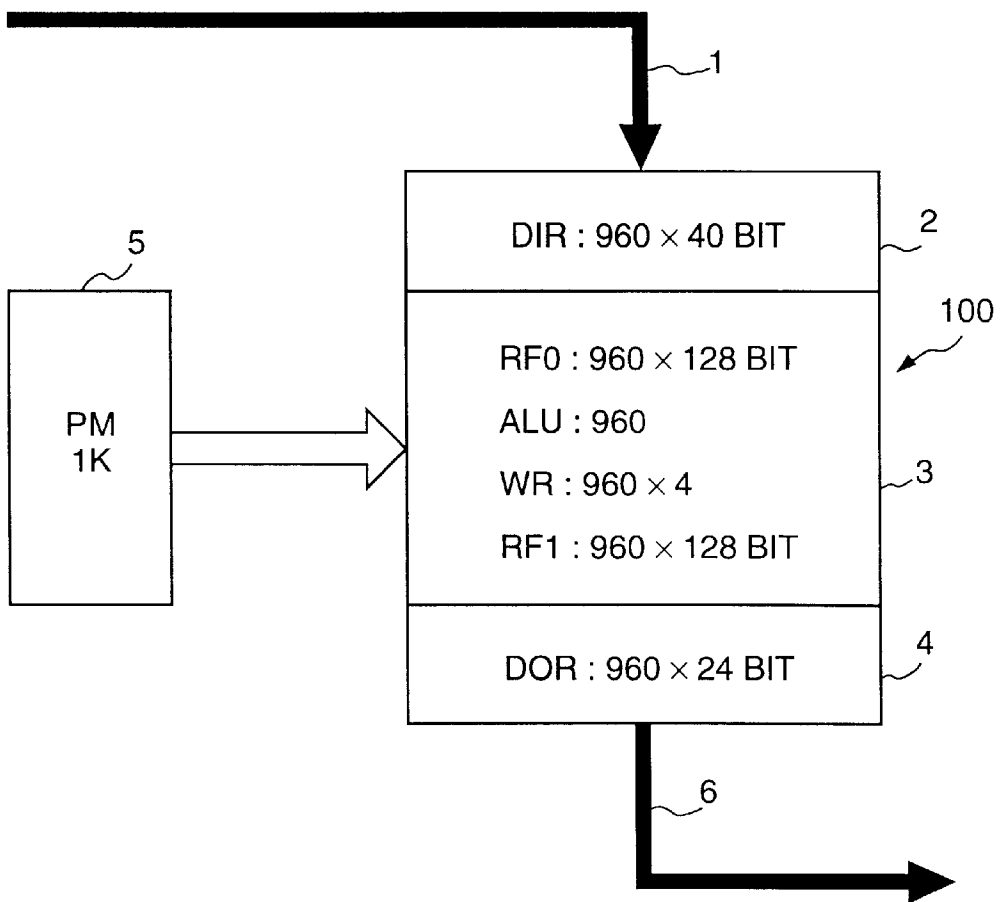 1
DIR : 960 × 40 BIT
2
5
100
PM
1K
RF0 : 960 × 128 BIT
ALU : 960
WR : 960 × 4
RF1 : 960 × 128 BIT
3
DOR : 960 × 24 BIT
4
6